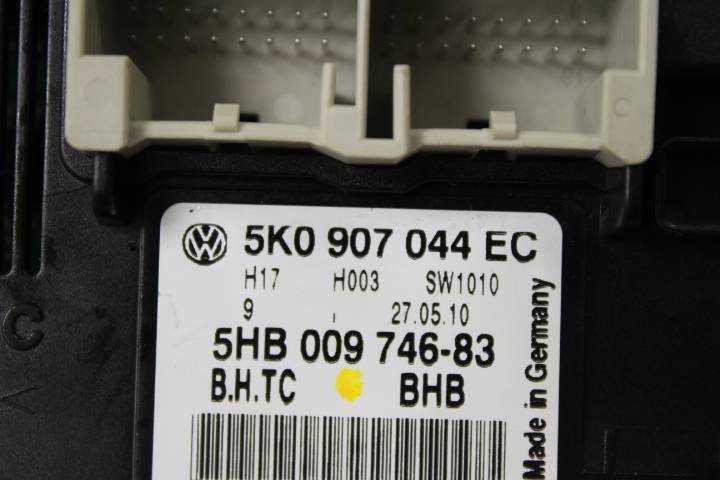 5K0 907 044 EC
H17 H003 SW1010
9 27.05.10
5HB 009 746-83
B.H.TC BHB
Made in Germany
C